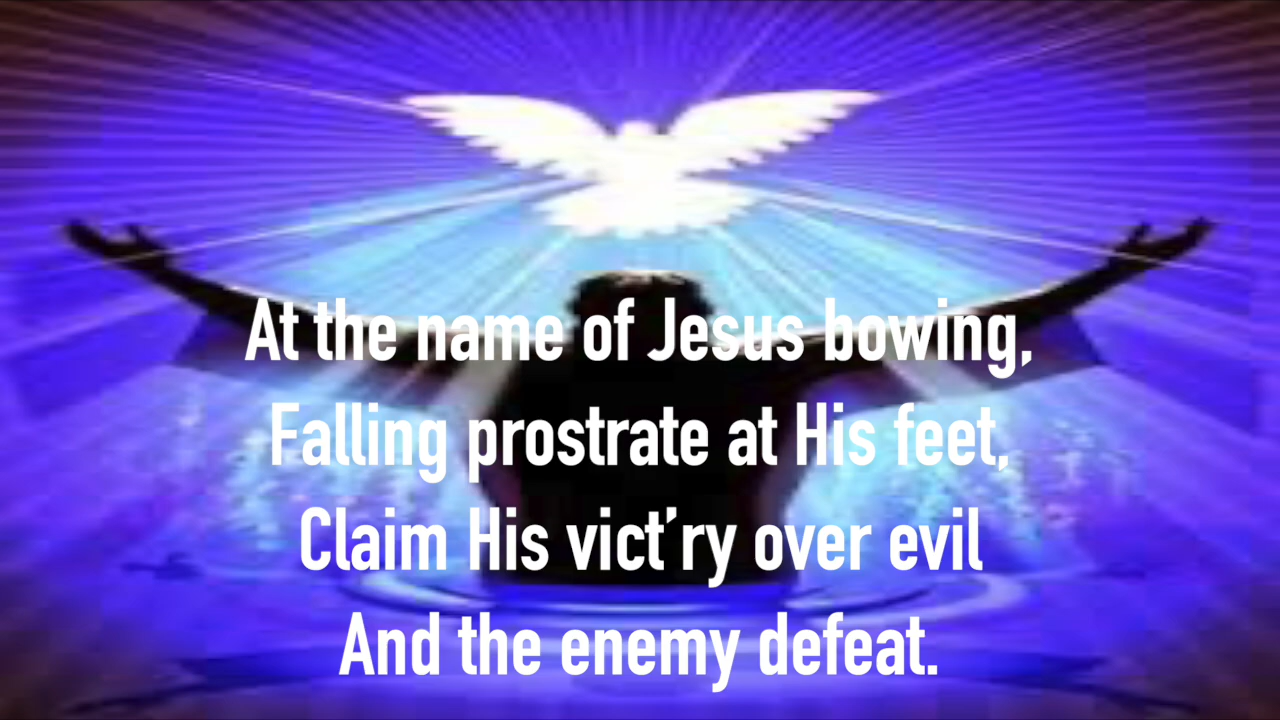 At the name of Jesus bowing,
Falling prostrate at His feet,
Claim His vict’ry over evil
And the enemy defeat.